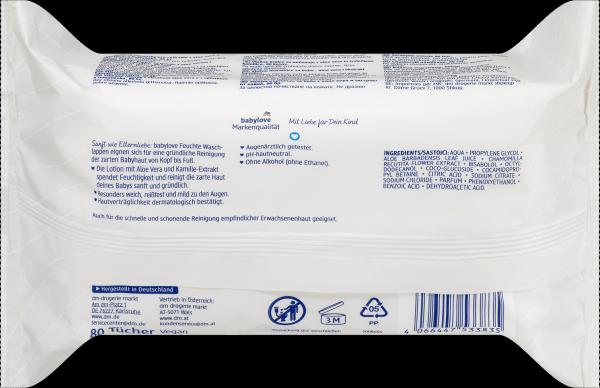 babylove
Markenqualität
Mit Liebe für Dein Kind
Sanft wie Elternliebe: babylove Feuchte Wasch-
lappen eignen sich für eine gründliche Reinigung
der zarten Babyhaut von Kopf bis Fuß.
♥ Die Lotion mit Aloe Vera und Kamille-Extrakt
spendet Feuchtigkeit und reinigt die zarte Haut
deines Babys sanft und gründlich.
♥ Besonders weich, reißfest und mild zu den Augen.
♥ Hautverträglichkeit dermatologisch bestätigt.
Auch für die schnelle und schonende Reinigung empfindlicher Erwachsenenhaut geeignet.
♥ Augenärztlich getestet.
♥ pH-hautneutral.
♥ Ohne Alkohol (ohne Ethanol).
INGREDIENTS/SASTOJCI: AQUA • PROPYLENE GLYCOL •
ALOE BARBADENSIS LEAF JUICE • CHAMOMILLA
RECUTITA FLOWER EXTRACT • BISABOLOL • OCTYL-
DODECANOL • COCO-GLUCOSIDE • COCAMIDOPRO-
PYL BETAINE • CITRIC ACID • SODIUM CITRATE •
SODIUM CHLORIDE • PARFUM • PHENOXYETHANOL •
BENZOIC ACID • DEHYDROACETIC ACID.
Hergestellt in Deutschland
dm-drogerie markt
Am dm-Platz 1
DE-76227 Karlsruhe
www.dm.de
servicecenter@dm.de
Vertrieb in Österreich:
dm drogerie markt
AT-5071 Wals
www.dm.at
kundenservice@dm.at
80 Tücher Vegan
3 M
05
PP
4 066447 533835